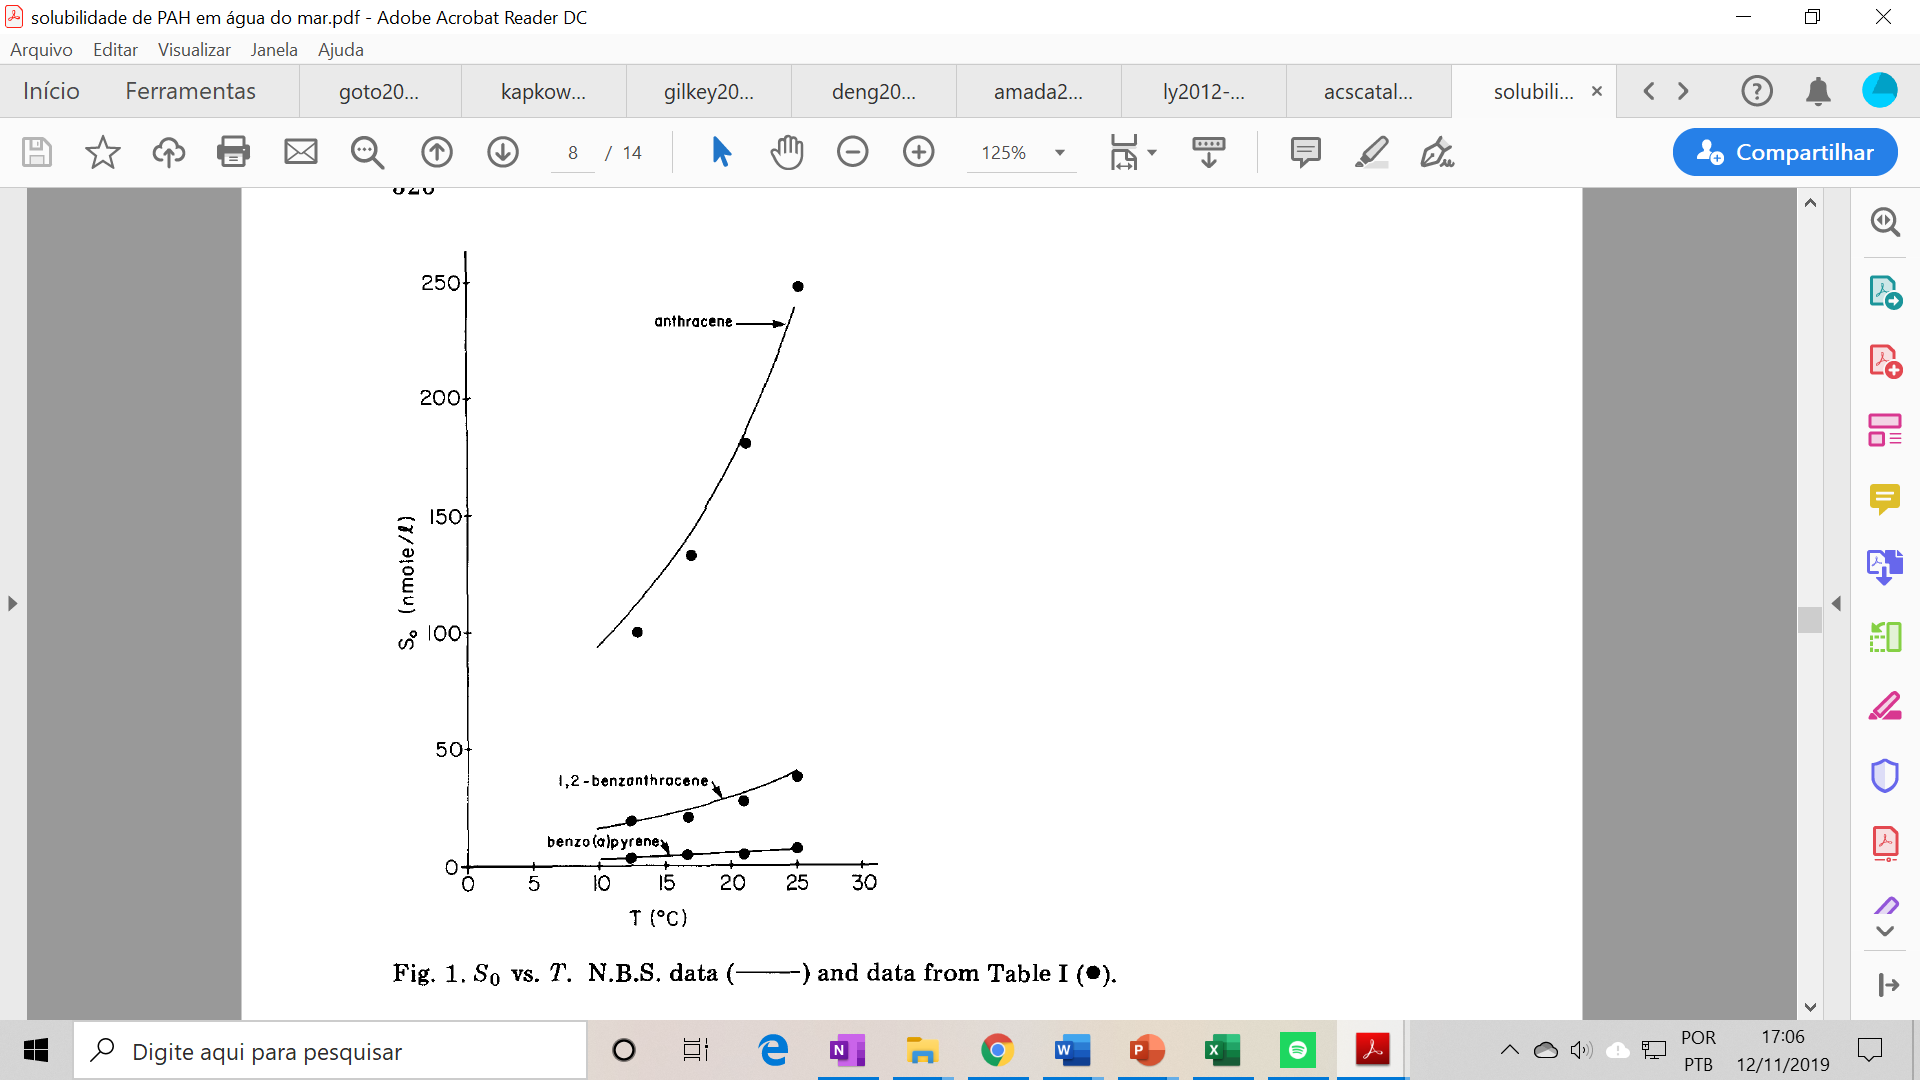 solubilidade de PAH em água do mar.pdf - Adobe Acrobat Reader DC
Arquivo Editar Visualizar Janela Ajuda
Início Ferramentas goto20... kapkow... gilkey20... deng20... amada2... ly2012-... acscatal... solubili... ×
8 / 14 125% Compartilhar
250
anthracene
200
150
S₀ (nmole/ℓ)
100
50
1,2-benzanthracene
benzo(a)pyrene
0
0 5 10 15 20 25 30
T (°C)
Fig. 1. S₀ vs. T. N.B.S. data (———) and data from Table I (●).
Digite aqui para pesquisar
POR 17:06
PTB 12/11/2019